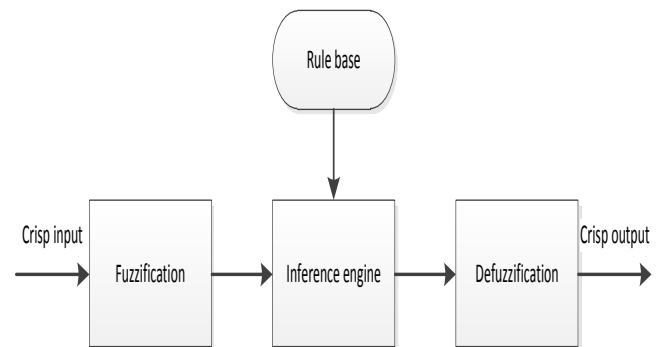 Rule base
Crisp input
Fuzzification
Inference engine
Defuzzification
Crisp output